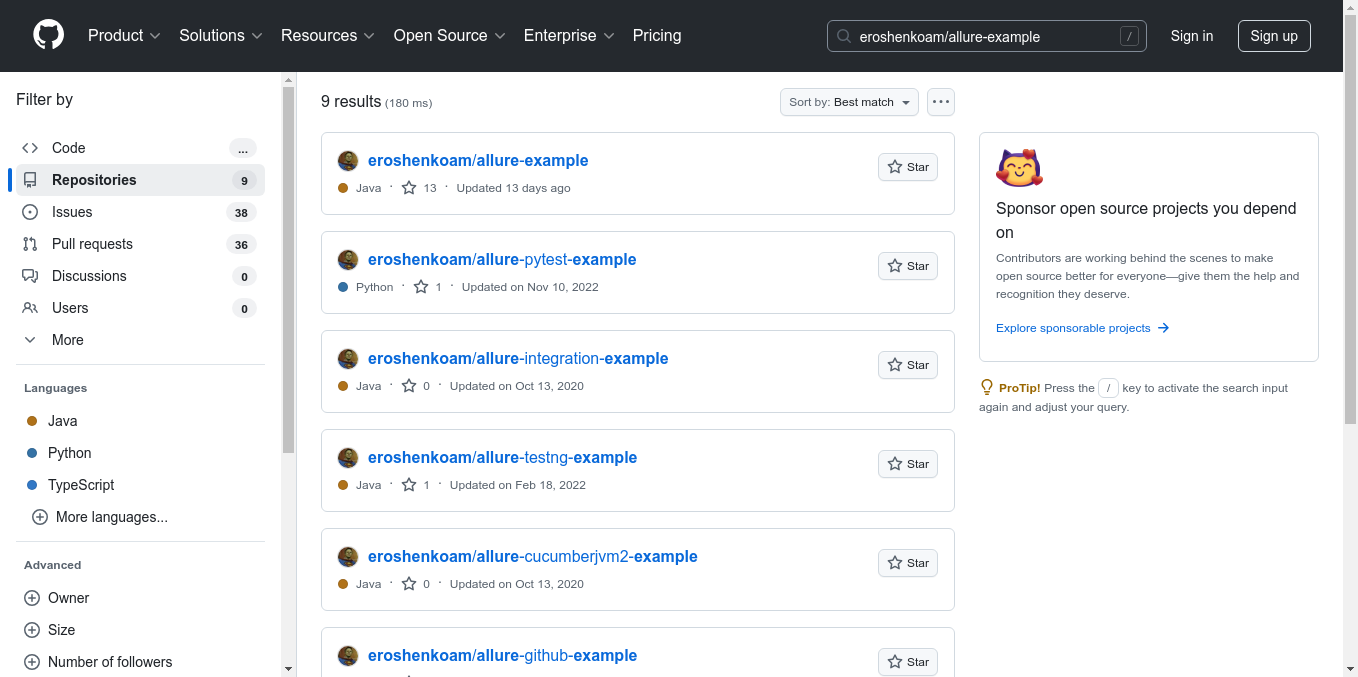 Product Solutions Resources Open Source Enterprise Pricing eroshenkoam/allure-example / Sign in Sign up
Filter by
Code ...
Repositories 9
Issues 38
Pull requests 36
Discussions 0
Users 0
More
Languages
Java
Python
TypeScript
More languages...
Advanced
Owner
Size
Number of followers
9 results (180 ms) Sort by: Best match
eroshenkoam/allure-example Star
Java · 13 · Updated 13 days ago
eroshenkoam/allure-pytest-example Star
Python · 1 · Updated on Nov 10, 2022
eroshenkoam/allure-integration-example Star
Java · 0 · Updated on Oct 13, 2020
eroshenkoam/allure-testng-example Star
Java · 1 · Updated on Feb 18, 2022
eroshenkoam/allure-cucumberjvm2-example Star
Java · 0 · Updated on Oct 13, 2020
eroshenkoam/allure-github-example Star
Sponsor open source projects you depend
on
Contributors are working behind the scenes to make
open source better for everyone—give them the help and
recognition they deserve.
Explore sponsorable projects
ProTip! Press the / key to activate the search input
again and adjust your query.